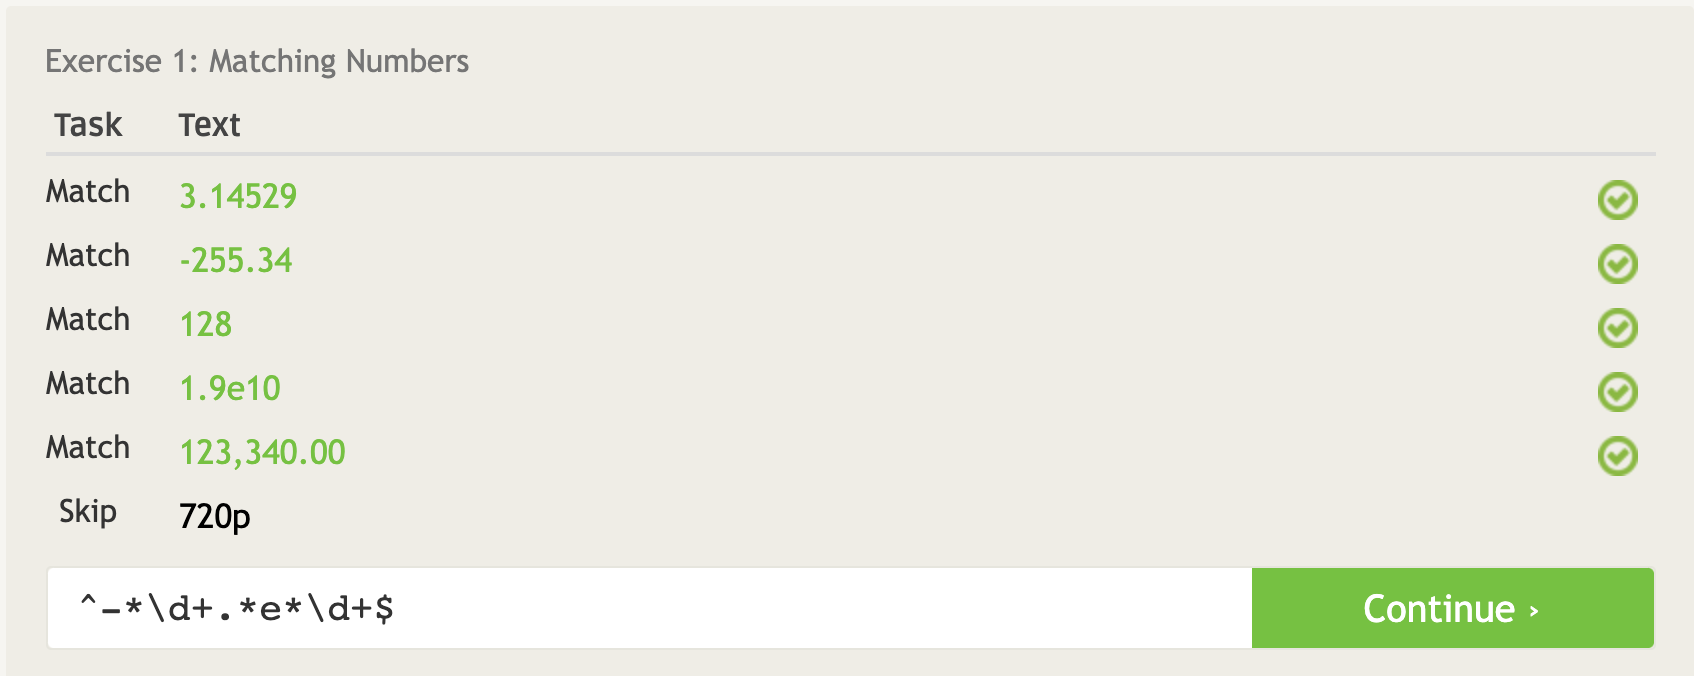 Exercise 1: Matching Numbers
Task Text
Match 3.14529
Match -255.34
Match 128
Match 1.9e10
Match 123,340.00
Skip 720p
^-*\d+.*e*\d+$ Continue ›